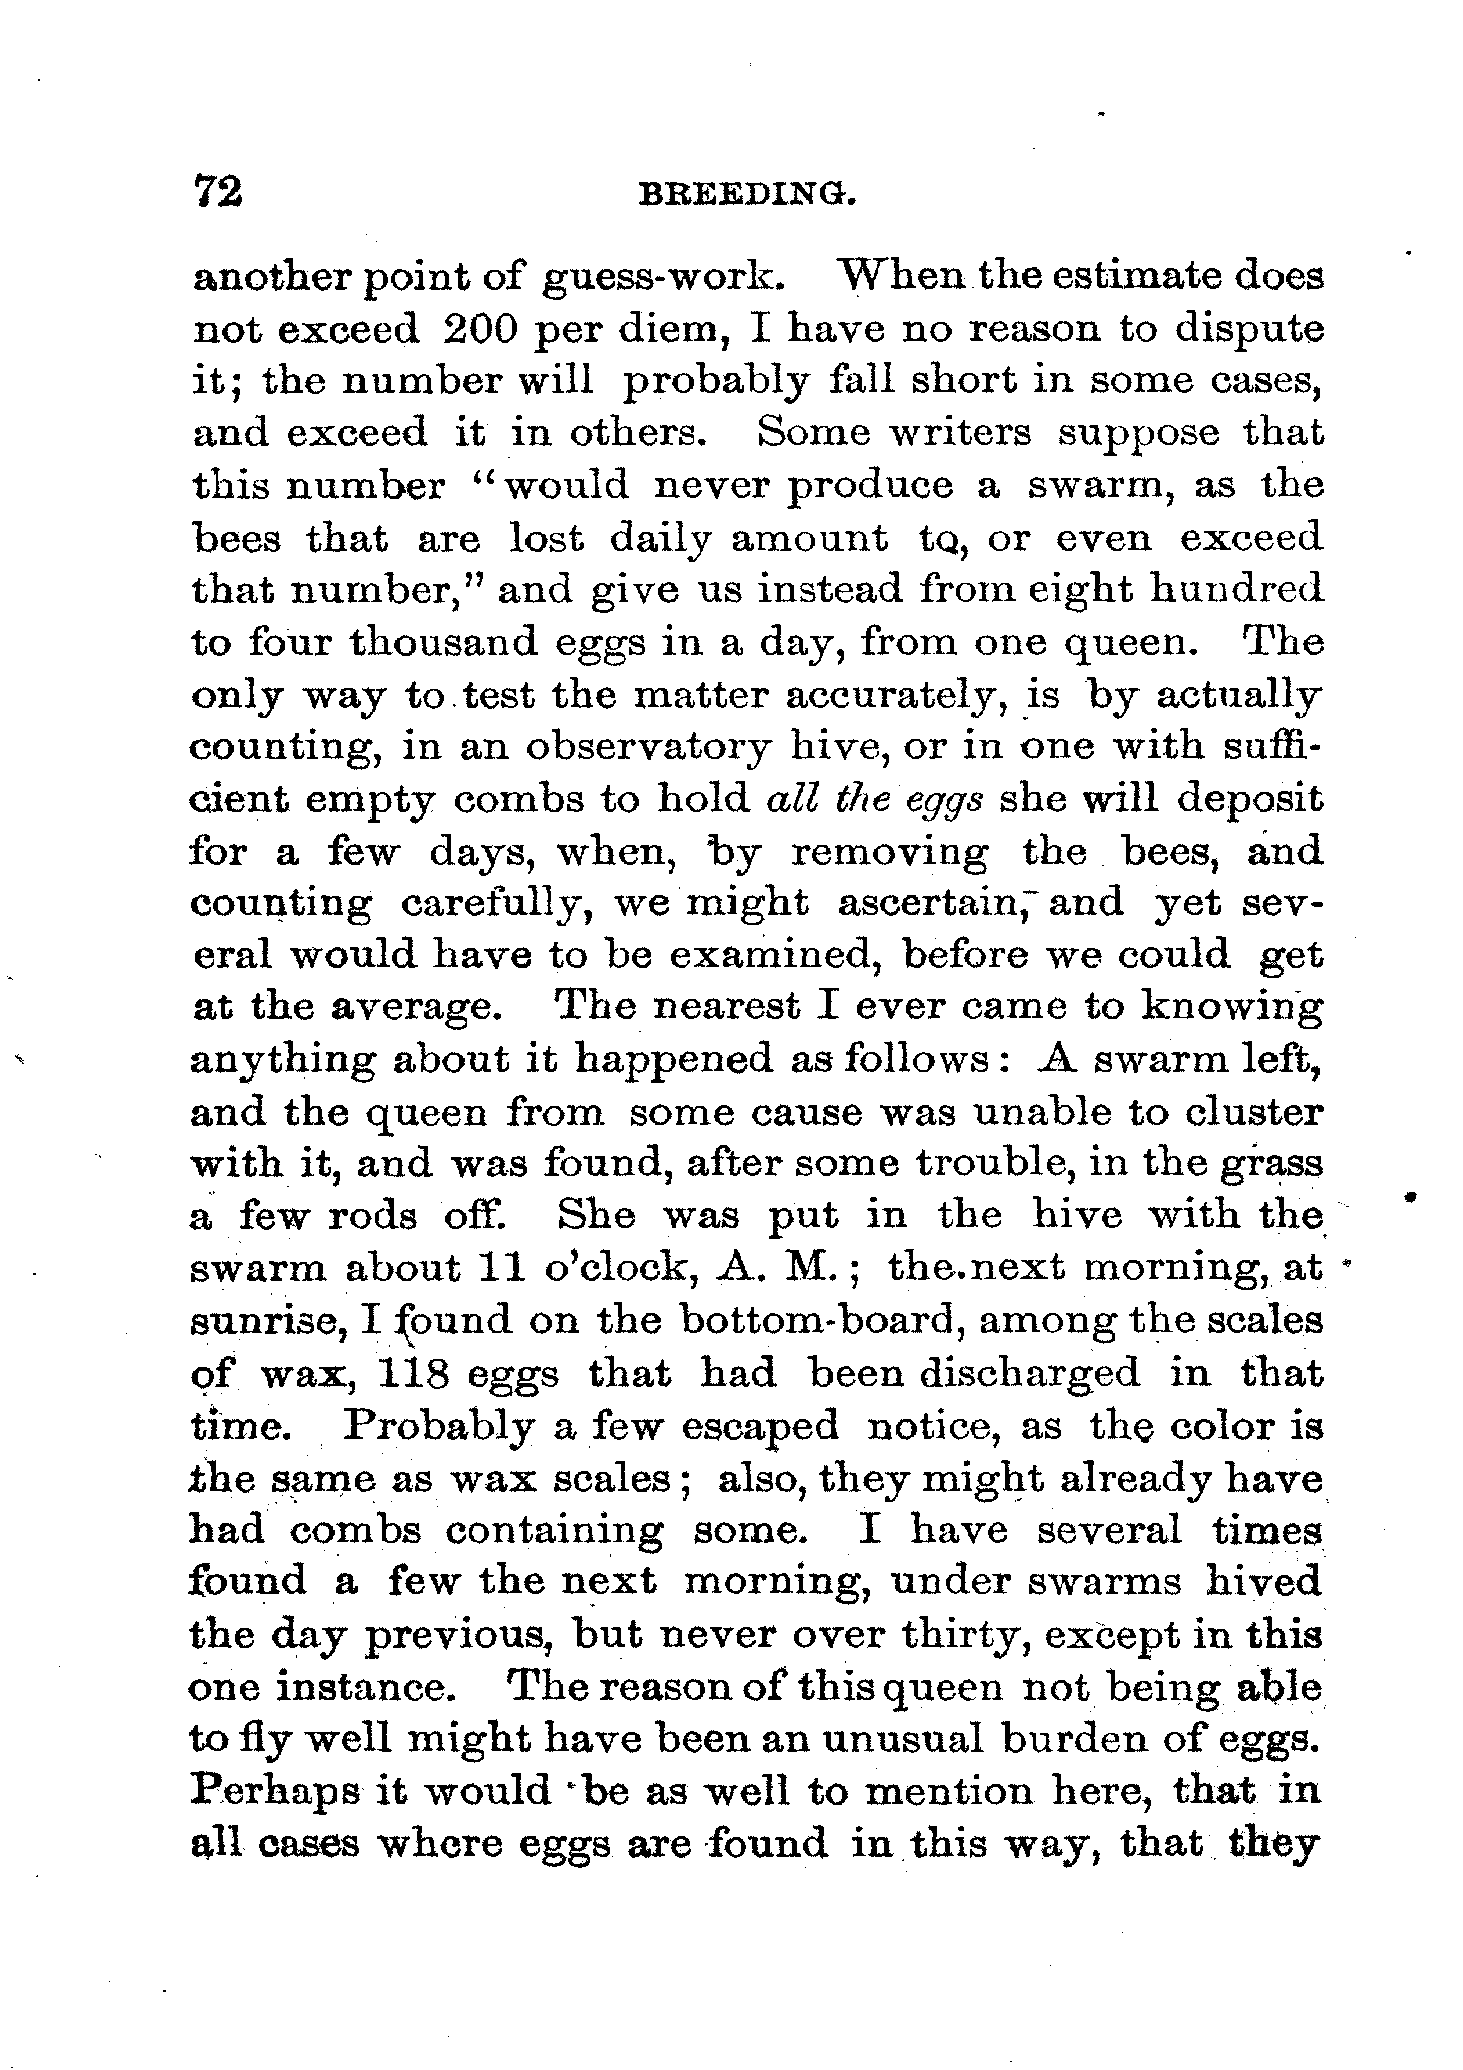 72 BREEDING.
another point of guess-work. When the estimate does
not exceed 200 per diem, I have no reason to dispute
it; the number will probably fall short in some cases,
and exceed it in others. Some writers suppose that
this number "would never produce a swarm, as the
bees that are lost daily amount to, or even exceed
that number," and give us instead from eight hundred
to four thousand eggs in a day, from one queen. The
only way to test the matter accurately, is by actually
counting, in an observatory hive, or in one with suffi-
cient empty combs to hold all the eggs she will deposit
for a few days, when, by removing the bees, and
counting carefully, we might ascertain, and yet sev-
eral would have to be examined, before we could get
at the average. The nearest I ever came to knowing
anything about it happened as follows: A swarm left,
and the queen from some cause was unable to cluster
with it, and was found, after some trouble, in the grass
a few rods off. She was put in the hive with the
swarm about 11 o'clock, A. M.; the next morning, at
sunrise, I found on the bottom-board, among the scales
of wax, 118 eggs that had been discharged in that
time. Probably a few escaped notice, as the color is
the same as wax scales; also, they might already have
had combs containing some. I have several times
found a few the next morning, under swarms hived
the day previous, but never over thirty, except in this
one instance. The reason of this queen not being able
to fly well might have been an unusual burden of eggs.
Perhaps it would be as well to mention here, that in
all cases where eggs are found in this way, that they